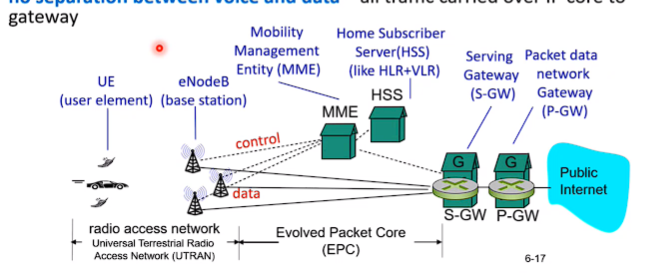 no separation between voice and data – all traffic carried over IP core to
gateway
Mobility
Management
Entity (MME)
Home Subscriber
Server(HSS)
(like HLR+VLR)
Serving
Gateway
(S-GW)
Packet data
network
Gateway
(P-GW)
UE
(user element)
eNodeB
(base station)
HSS
MME
control
data
G
G
Public
Internet
S-GW
P-GW
radio access network
Universal Terrestrial Radio
Access Network (UTRAN)
Evolved Packet Core
(EPC)
6-17